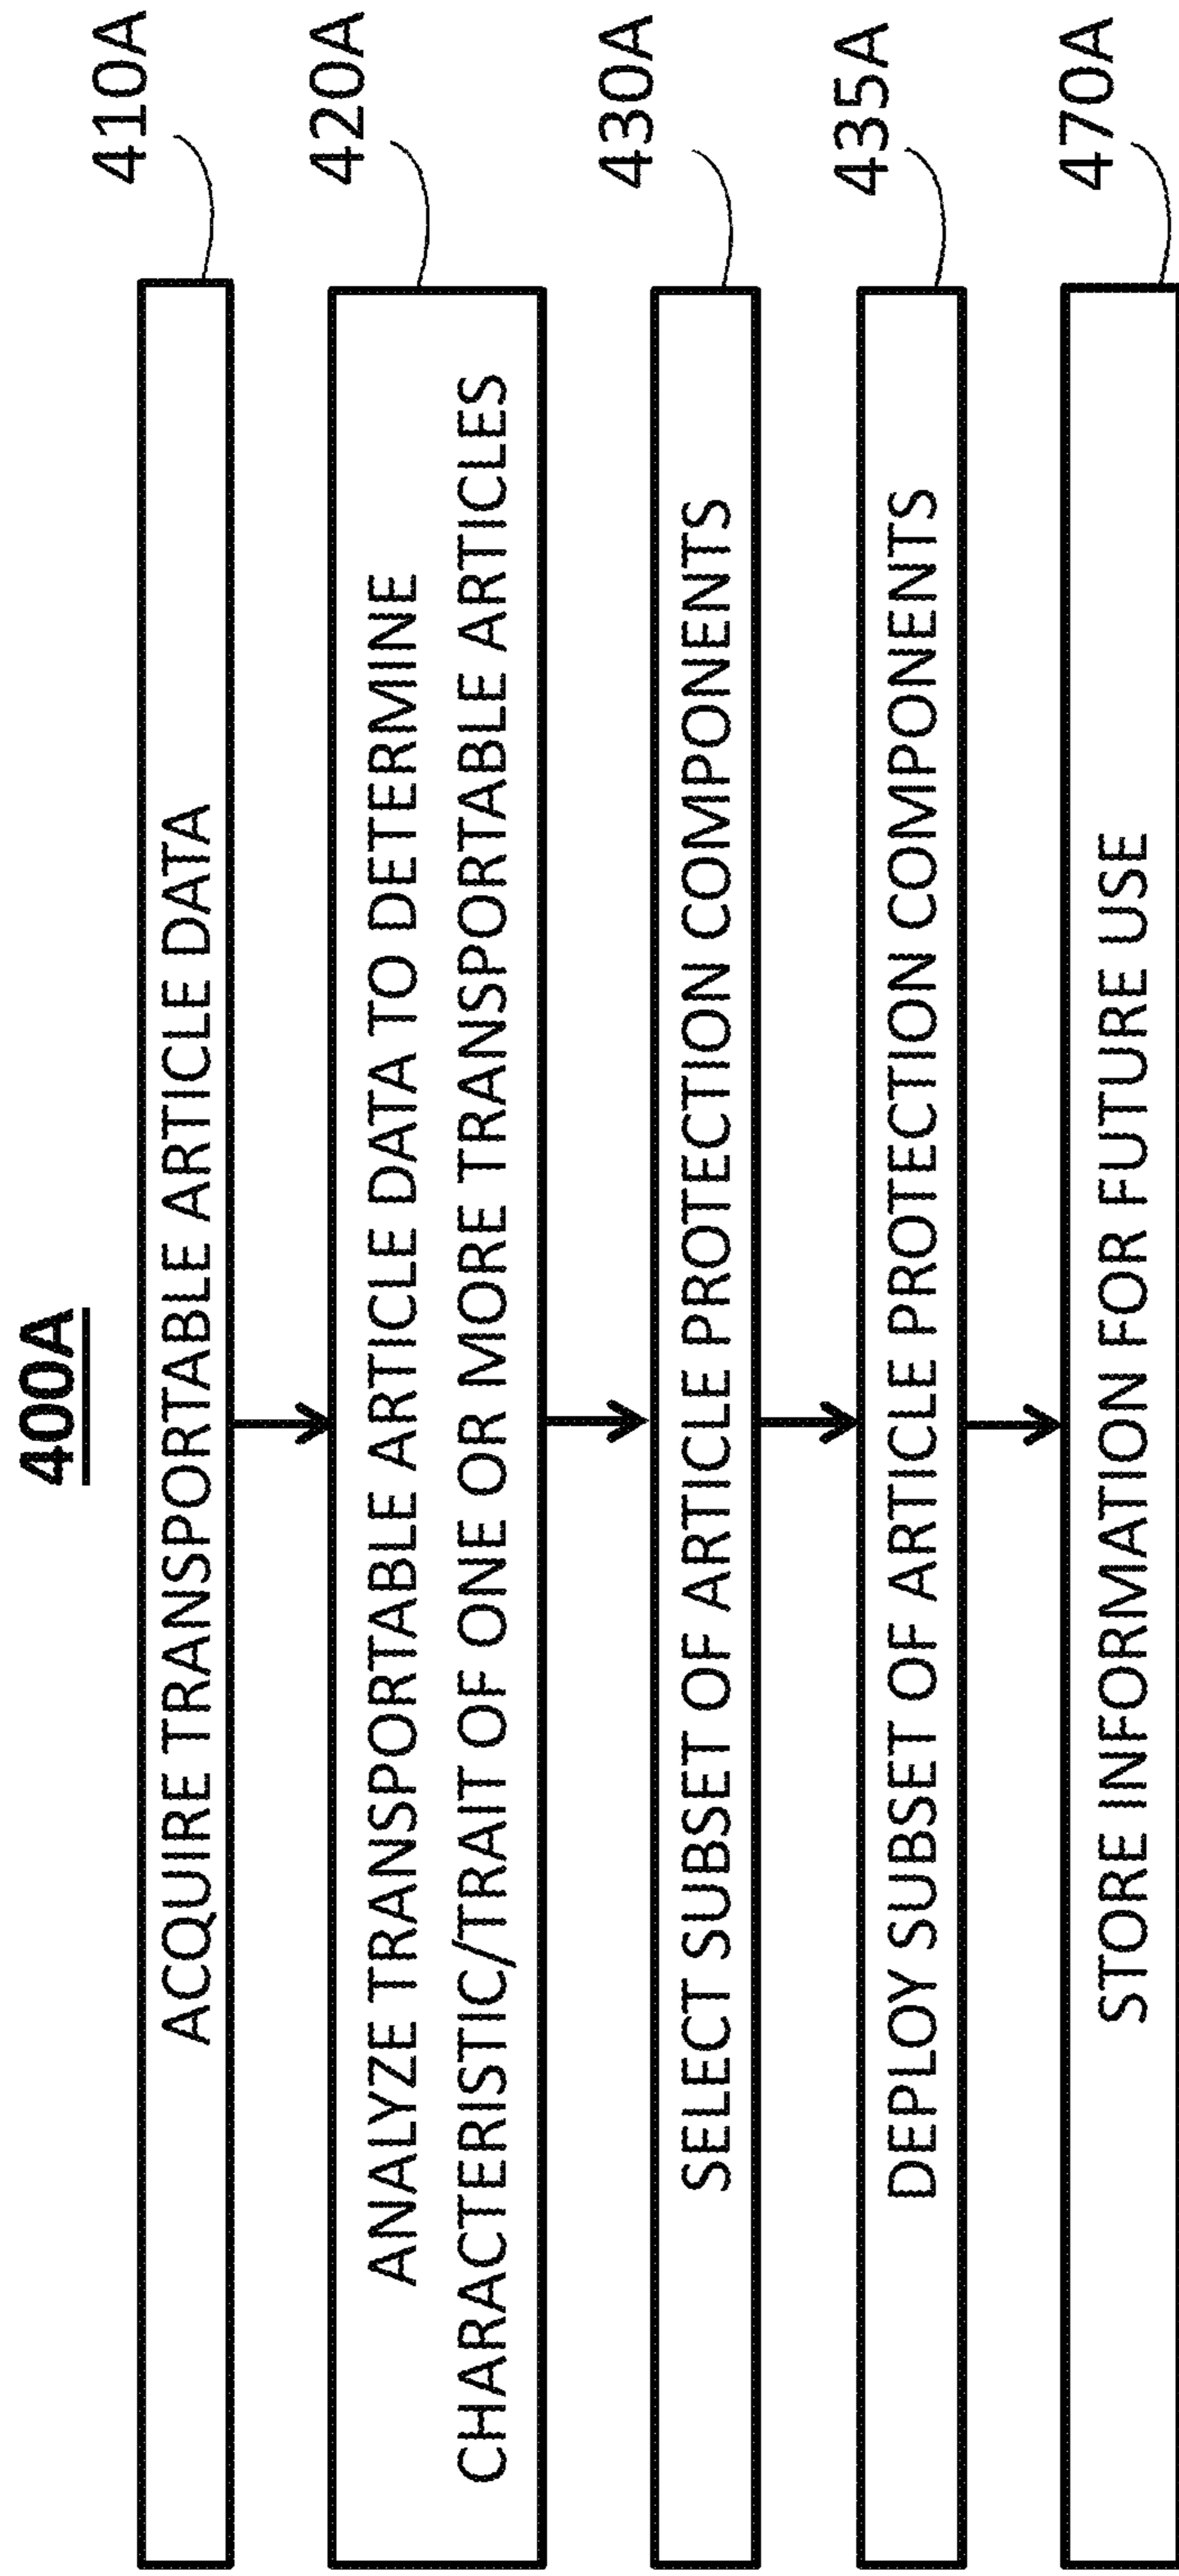 400A
ACQUIRE TRANSPORTABLE ARTICLE DATA
410A
ANALYZE TRANSPORTABLE ARTICLE DATA TO DETERMINE
CHARACTERISTIC/TRAIT OF ONE OR MORE TRANSPORTABLE ARTICLES
420A
SELECT SUBSET OF ARTICLE PROTECTION COMPONENTS
430A
DEPLOY SUBSET OF ARTICLE PROTECTION COMPONENTS
435A
STORE INFORMATION FOR FUTURE USE
470A